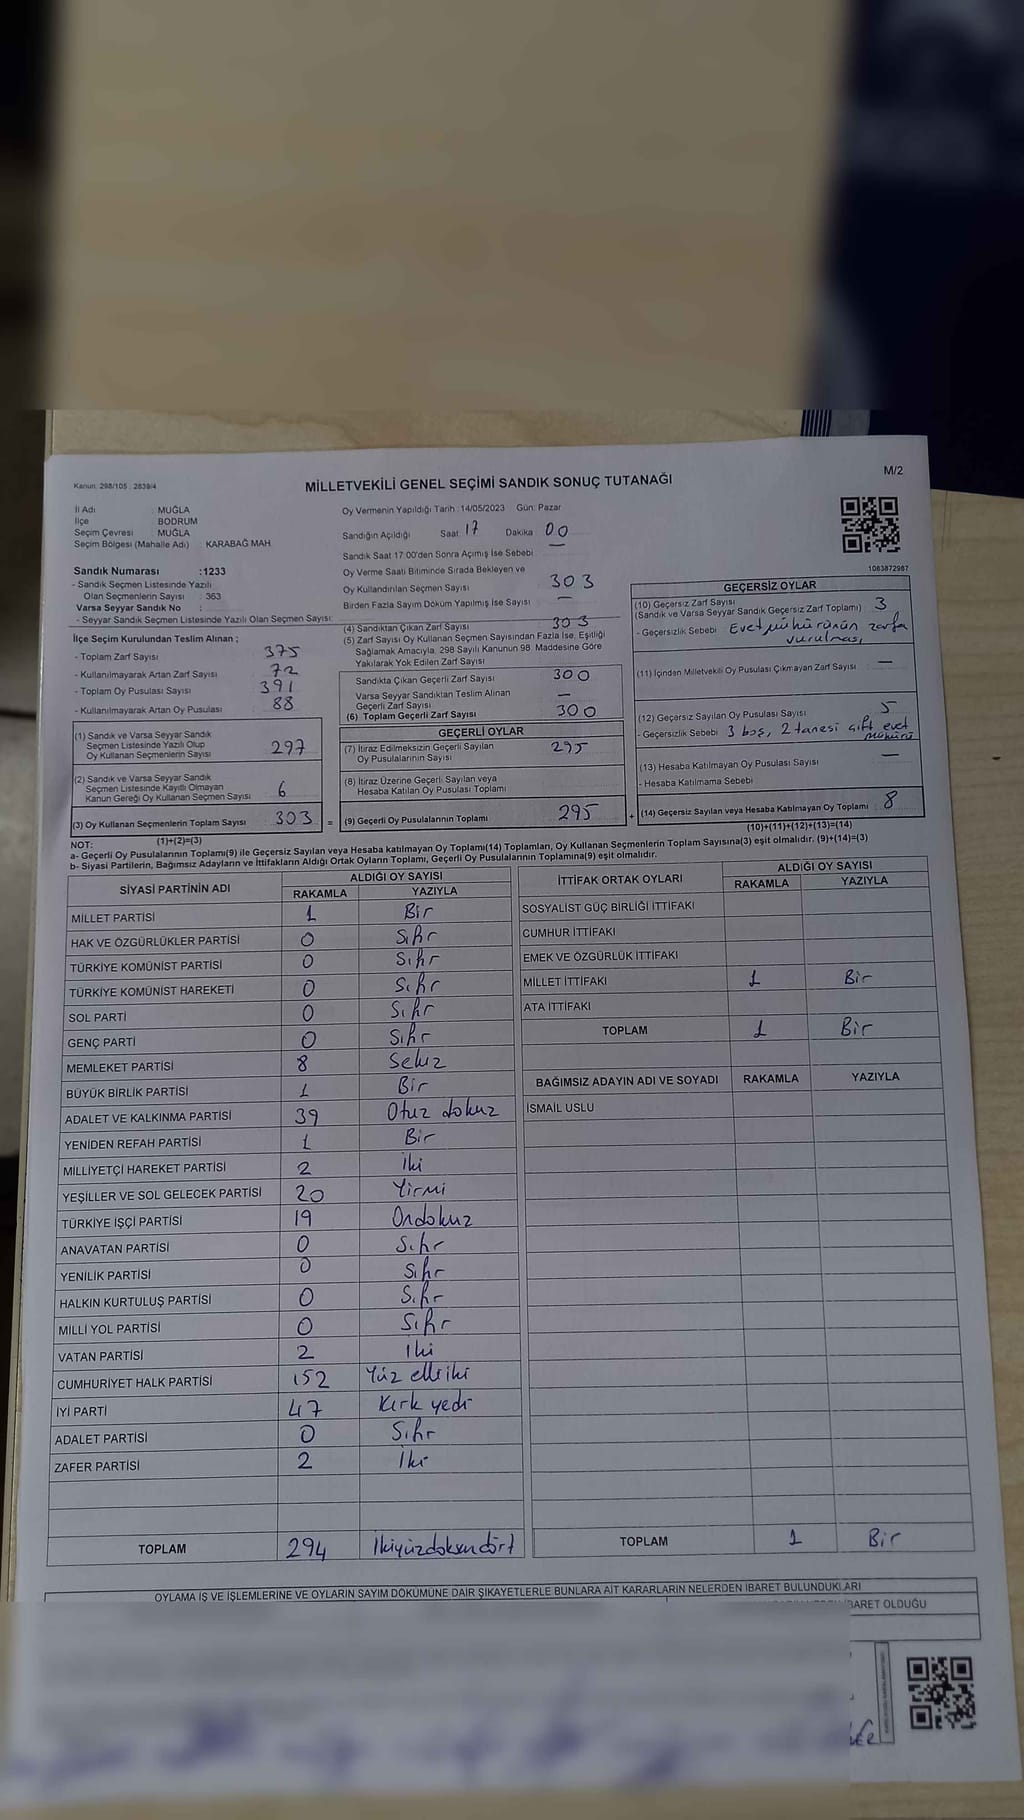 M/2
Kanun: 298/105 : 2839/4
MİLLETVEKİLİ GENEL SEÇİMİ SANDIK SONUÇ TUTANAĞI
İl Adı : MUĞLA
İlçe : BODRUM
Seçim Çevresi : MUĞLA
Seçim Bölgesi (Mahalle Adı) : KARABAĞ MAH.
Sandık Numarası :1233
- Sandık Seçmen Listesinde Yazılı
Olan Seçmenlerin Sayısı : 363
Varsa Seyyar Sandık No :
- Seyyar Sandık Seçmen Listesinde Yazılı Olan Seçmen Sayısı:
İlçe Seçim Kurulundan Teslim Alınan ;
- Toplam Zarf Sayısı 375
- Kullanılmayarak Artan Zarf Sayısı 72
- Toplam Oy Pusulası Sayısı 391
- Kullanılmayarak Artan Oy Pusulası 88
(1) Sandık ve Varsa Seyyar Sandık
Seçmen Listesinde Yazılı Olup
Oy Kullanan Seçmenlerin Sayısı 297
(2) Sandık ve Varsa Seyyar Sandık
Seçmen Listesinde Kayıtlı Olmayan
Kanun Gereği Oy Kullanan Seçmen Sayısı 6
(3) Oy Kullanan Seçmenlerin Toplam Sayısı 303 =
(1)+(2)=(3)
Oy Vermenin Yapıldığı Tarih : 14/05/2023 Gün: Pazar
Sandığın Açıldığı Saat 17 Dakika 00
Sandık Saat 17:00'den Sonra Açılmış İse Sebebi —
Oy Verme Saati Bitiminde Sırada Bekleyen ve
Oy Kullandırılan Seçmen Sayısı 303
Birden Fazla Sayım Döküm Yapılmış İse Sayısı —
(4) Sandıktan Çıkan Zarf Sayısı 303
(5) Zarf Sayısı Oy Kullanan Seçmen Sayısından Fazla İse, Eşitliği
Sağlamak Amacıyla, 298 Sayılı Kanunun 98. Maddesine Göre
Yakılarak Yok Edilen Zarf Sayısı
Sandıkta Çıkan Geçerli Zarf Sayısı 300
Varsa Seyyar Sandıktan Teslim Alınan
Geçerli Zarf Sayısı —
(6) Toplam Geçerli Zarf Sayısı 300
GEÇERLİ OYLAR
(7) İtiraz Edilmeksizin Geçerli Sayılan
Oy Pusulalarının Sayısı 295
(8) İtiraz Üzerine Geçerli Sayılan veya
Hesaba Katılan Oy Pusulası Toplamı
(9) Geçerli Oy Pusulalarının Toplamı 295 +
1083872987
GEÇERSİZ OYLAR
(10) Geçersiz Zarf Sayısı 3
(Sandık ve Varsa Seyyar Sandık Geçersiz Zarf Toplamı)
- Geçersizlik Sebebi Evet mühürünün zarfa
vurulması,
(11) İçinden Milletvekili Oy Pusulası Çıkmayan Zarf Sayısı —
(12) Geçersiz Sayılan Oy Pusulası Sayısı 5
- Geçersizlik Sebebi 3 boş, 2 tanesi çift evet
mühürü
(13) Hesaba Katılmayan Oy Pusulası Sayısı —
- Hesaba Katılmama Sebebi
(14) Geçersiz Sayılan veya Hesaba Katılmayan Oy Toplamı 8
(10)+(11)+(12)+(13)=(14)
NOT:
a- Geçerli Oy Pusulalarının Toplamı(9) ile Geçersiz Sayılan veya Hesaba katılmayan Oy Toplamı(14) Toplamları, Oy Kullanan Seçmenlerin Toplam Sayısına(3) eşit olmalıdır. (9)+(14)=(3)
b- Siyasi Partilerin, Bağımsız Adayların ve İttifakların Aldığı Ortak Oyların Toplamı, Geçerli Oy Pusulalarının Toplamına(9) eşit olmalıdır.
SİYASİ PARTİNİN ADI ALDIĞI OY SAYISI
RAKAMLA YAZIYLA
MİLLET PARTİSİ 1 Bir
HAK VE ÖZGÜRLÜKLER PARTİSİ 0 Sıfır
TÜRKİYE KOMÜNİST PARTİSİ 0 Sıfır
TÜRKİYE KOMÜNİST HAREKETİ 0 Sıfır
SOL PARTİ 0 Sıfır
GENÇ PARTİ 0 Sıfır
MEMLEKET PARTİSİ 8 Sekiz
BÜYÜK BİRLİK PARTİSİ 1 Bir
ADALET VE KALKINMA PARTİSİ 39 Otuz dokuz
YENİDEN REFAH PARTİSİ 1 Bir
MİLLİYETÇİ HAREKET PARTİSİ 2 İki
YEŞİLLER VE SOL GELECEK PARTİSİ 20 Yirmi
TÜRKİYE İŞÇİ PARTİSİ 19 Ondokuz
ANAVATAN PARTİSİ 0 Sıfır
YENİLİK PARTİSİ 0 Sıfır
HALKIN KURTULUŞ PARTİSİ 0 Sıfır
MİLLİ YOL PARTİSİ 0 Sıfır
VATAN PARTİSİ 2 İki
CUMHURİYET HALK PARTİSİ 152 Yüz elli iki
İYİ PARTİ 47 Kırk yedi
ADALET PARTİSİ 0 Sıfır
ZAFER PARTİSİ 2 İki
TOPLAM 294 İkiyüzdoksandört
İTTİFAK ORTAK OYLARI ALDIĞI OY SAYISI
RAKAMLA YAZIYLA
SOSYALİST GÜÇ BİRLİĞİ İTTİFAKI
CUMHUR İTTİFAKI
EMEK VE ÖZGÜRLÜK İTTİFAKI
MİLLET İTTİFAKI 1 Bir
ATA İTTİFAKI
TOPLAM 1 Bir
BAĞIMSIZ ADAYIN ADI VE SOYADI RAKAMLA YAZIYLA
İSMAİL USLU
TOPLAM 1 Bir
OYLAMA İŞ VE İŞLEMLERİNE VE OYLARIN SAYIM DÖKÜMÜNE DAİR ŞİKAYETLERLE BUNLARA AİT KARARLARIN NELERDEN İBARET BULUNDUKLARI
İBARET OLDUĞU